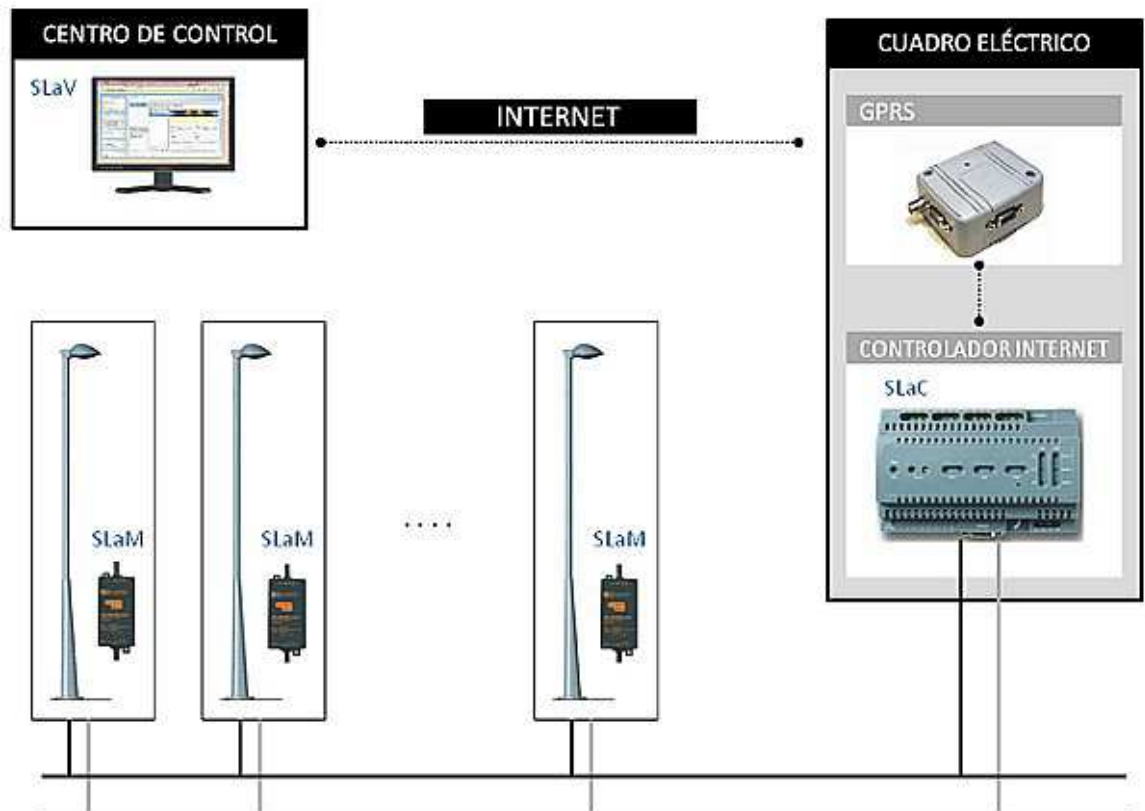 CENTRO DE CONTROL
SLaV
INTERNET
CUADRO ELÉCTRICO
GPRS
CONTROLADOR INTERNET
SLaC
SLaM
SLaM
....
SLaM